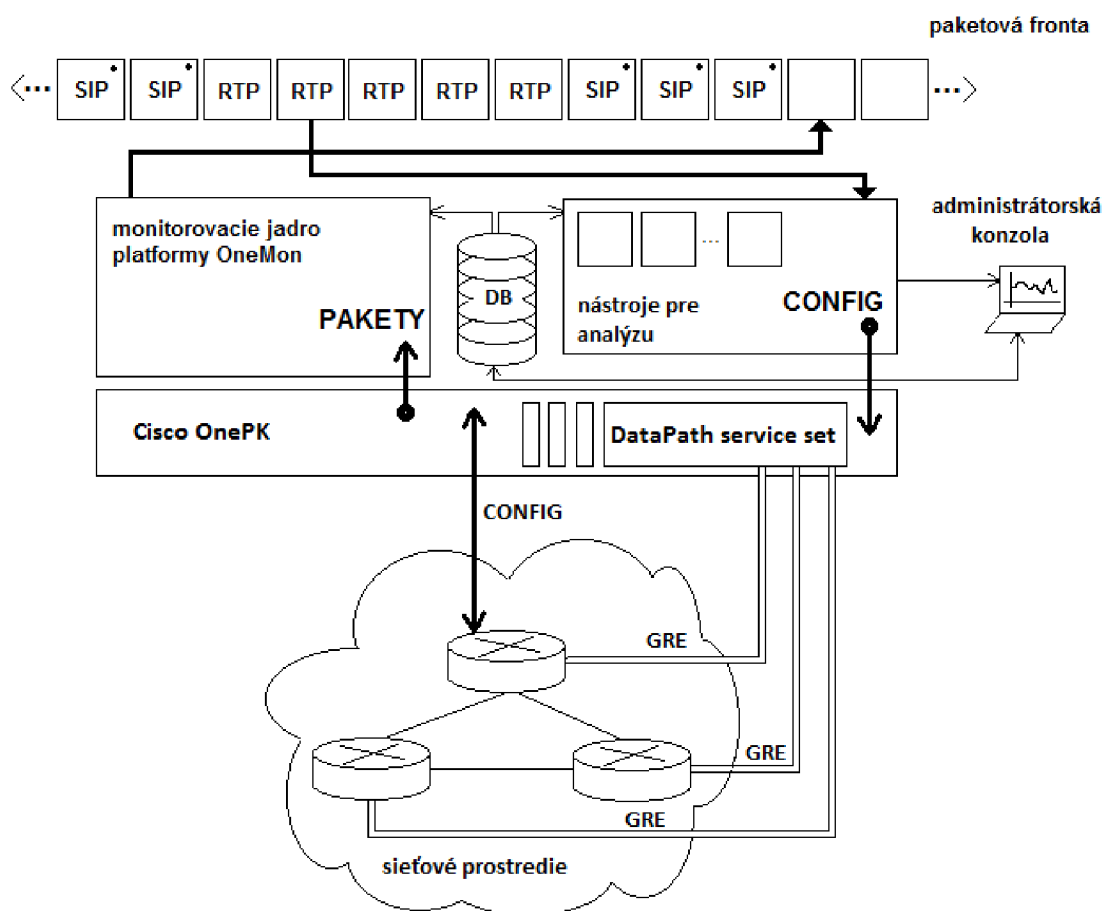 paketová fronta
... SIP SIP RTP RTP RTP RTP RTP SIP SIP SIP ...
monitorovacie jadro
platformy OneMon
PAKETY
DB
...
nástroje pre
analýzu
CONFIG
administrátorská
konzola
Cisco OnePK
DataPath service set
CONFIG
GRE
GRE
GRE
sieťové prostredie